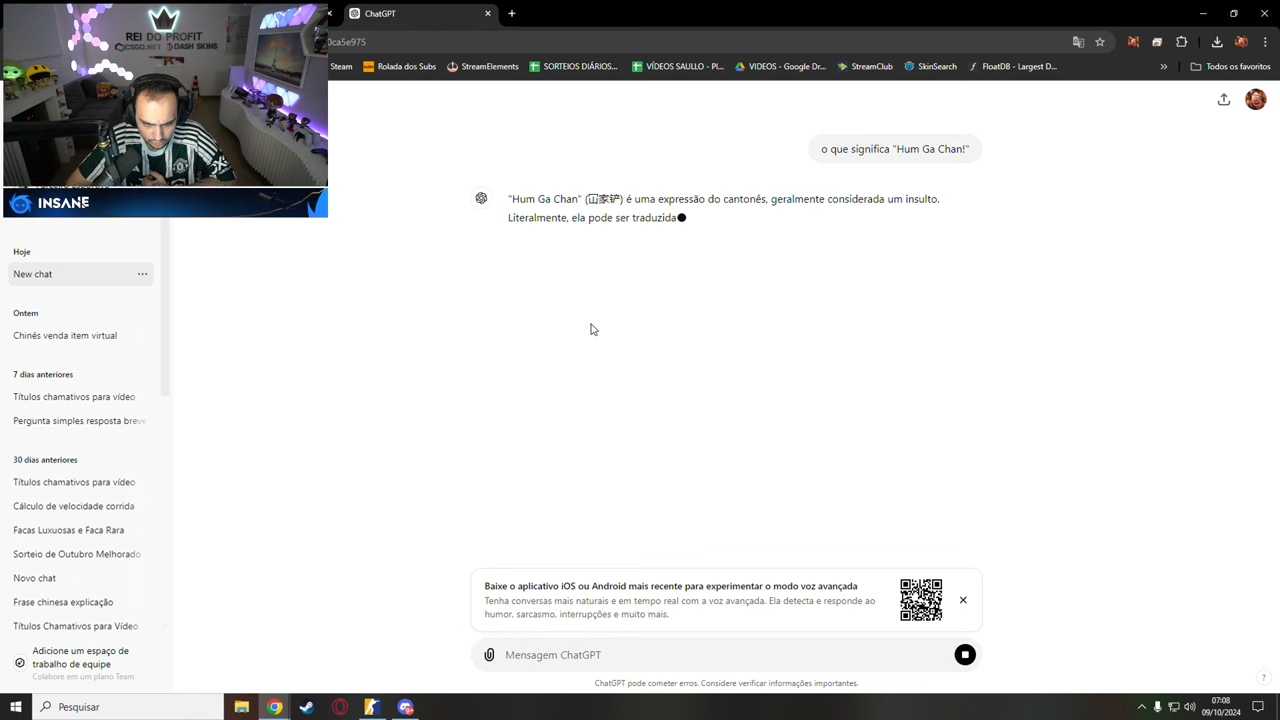 REI DO PROFIT
CSGO.NET DASH SKINS
INSANE
ChatGPT
0ca5e975
Steam
Rolada dos Subs
StreamElements
SORTEIOS DIÁRIOS...
VÍDEOS SAULLO - Pl...
VIDEOS - Google Dr...
StreamClub
SkinSearch
FloatDB - Largest D...
Todos os favoritos
o que significa "Hum Ga Chan!"
"Hum Ga Chan" (冚家铲) é uma expressão do cantonês, geralmente considerada um insulto.
Literalmente, ela pode ser traduzida
Hoje
New chat
Ontem
Chinês venda item virtual
7 dias anteriores
Títulos chamativos para vídeo
Pergunta simples resposta breve
30 dias anteriores
Títulos chamativos para vídeo
Cálculo de velocidade corrida
Facas Luxuosas e Faca Rara
Sorteio de Outubro Melhorado
Novo chat
Frase chinesa explicação
Títulos Chamativos para Vídeo
Adicione um espaço de
trabalho de equipe
Colabore em um plano Team
Baixe o aplicativo iOS ou Android mais recente para experimentar o modo voz avançada
Tenha conversas mais naturais e em tempo real com a voz avançada. Ela detecta e responde ao
humor, sarcasmo, interrupções e muito mais.
Mensagem ChatGPT
ChatGPT pode cometer erros. Considere verificar informações importantes.
?
Pesquisar
07:08
09/10/2024